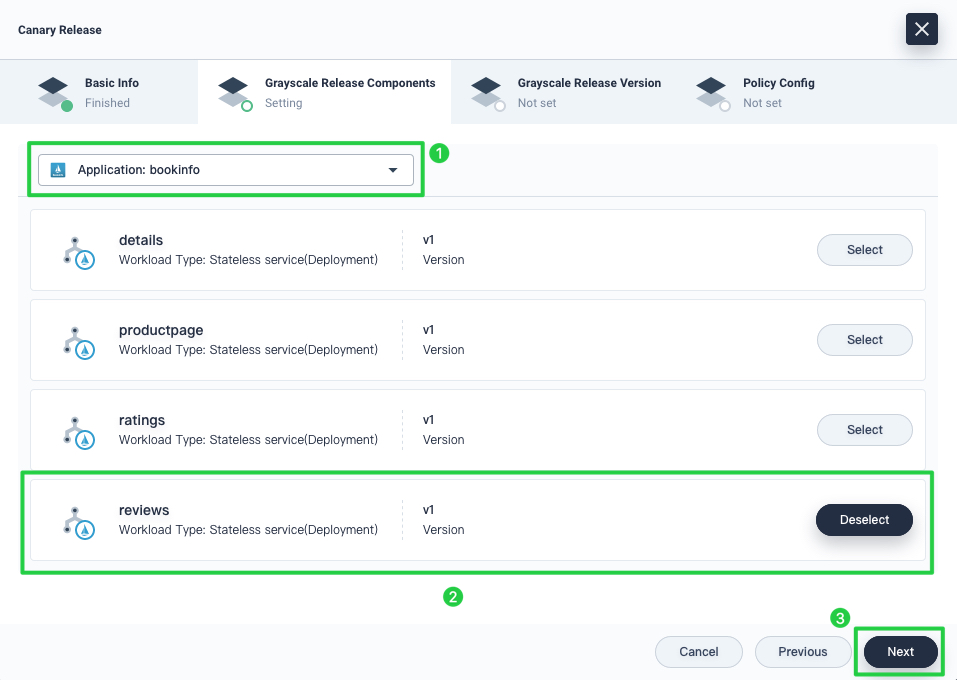 Canary Release
Basic Info
Finished
Grayscale Release Components
Setting
Grayscale Release Version
Not set
Policy Config
Not set
Application: bookinfo
1
details
Workload Type: Stateless service(Deployment)
v1
Version
Select
productpage
Workload Type: Stateless service(Deployment)
v1
Version
Select
ratings
Workload Type: Stateless service(Deployment)
v1
Version
Select
reviews
Workload Type: Stateless service(Deployment)
v1
Version
Deselect
2
3
Cancel
Previous
Next